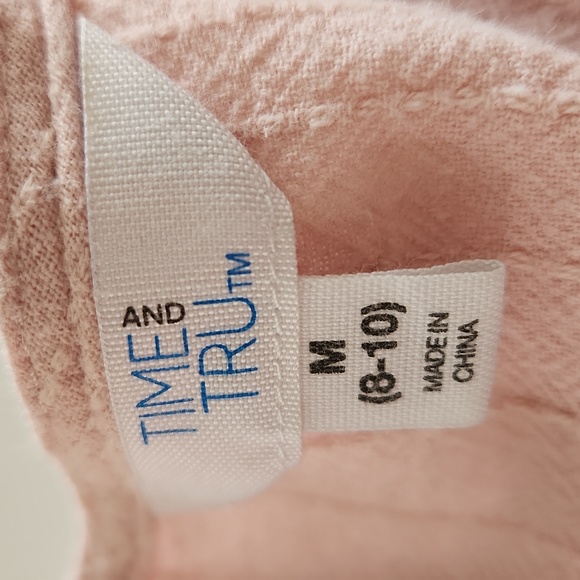 TIME
AND
TRU™
M
(8-10)
MADE IN
CHINA